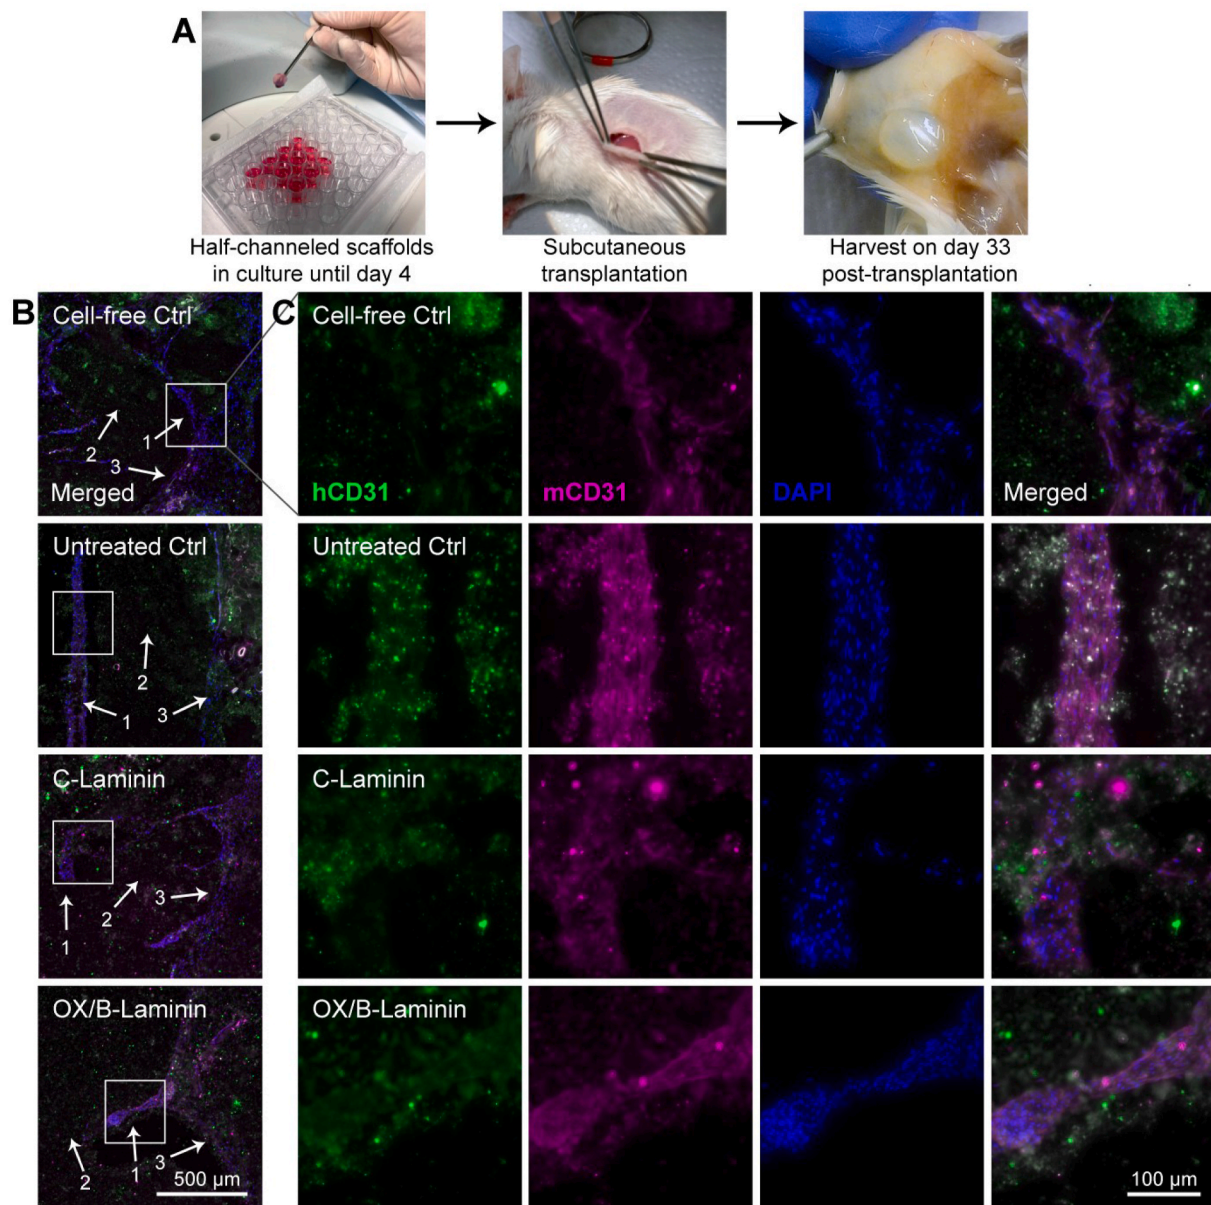 A
Half-channeled scaffolds
in culture until day 4
Subcutaneous
transplantation
Harvest on day 33
post-transplantation
B
Cell-free Ctrl
1
2
3
Merged
C
Cell-free Ctrl
hCD31
mCD31
DAPI
Merged
Untreated Ctrl
2
1
3
Untreated Ctrl
C-Laminin
1
2
3
C-Laminin
OX/B-Laminin
2
1
3
500 µm
OX/B-Laminin
100 µm